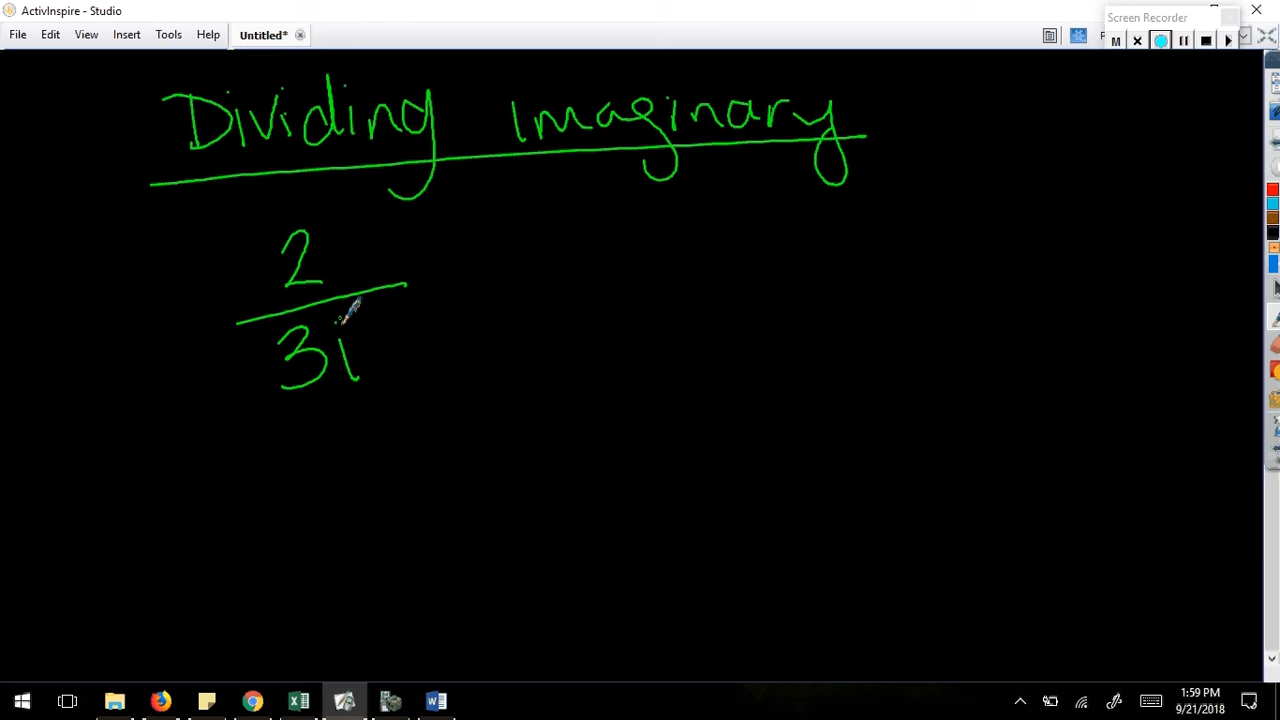 ActivInspire - Studio
Screen Recorder
File Edit View Insert Tools Help Untitled*
M
Dividing Imaginary
2
3i
1:59 PM
9/21/2018